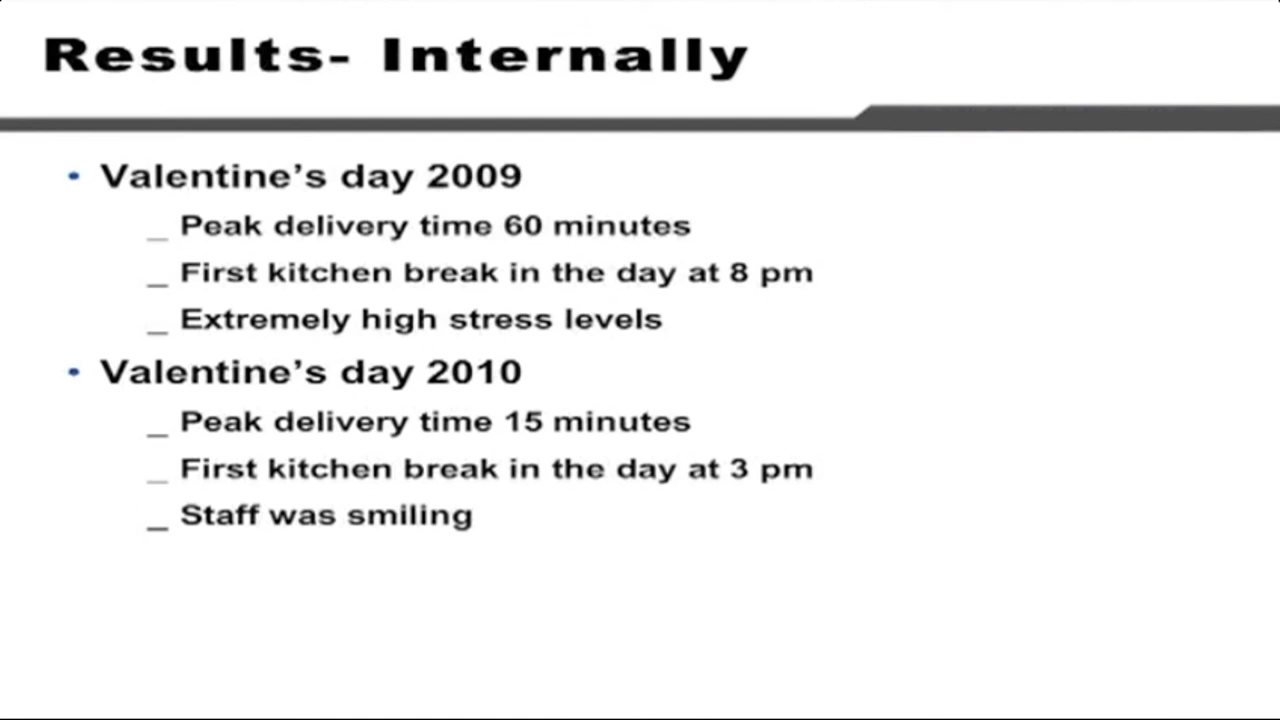 Results- Internally
• Valentine’s day 2009
_ Peak delivery time 60 minutes
_ First kitchen break in the day at 8 pm
_ Extremely high stress levels
• Valentine’s day 2010
_ Peak delivery time 15 minutes
_ First kitchen break in the day at 3 pm
_ Staff was smiling